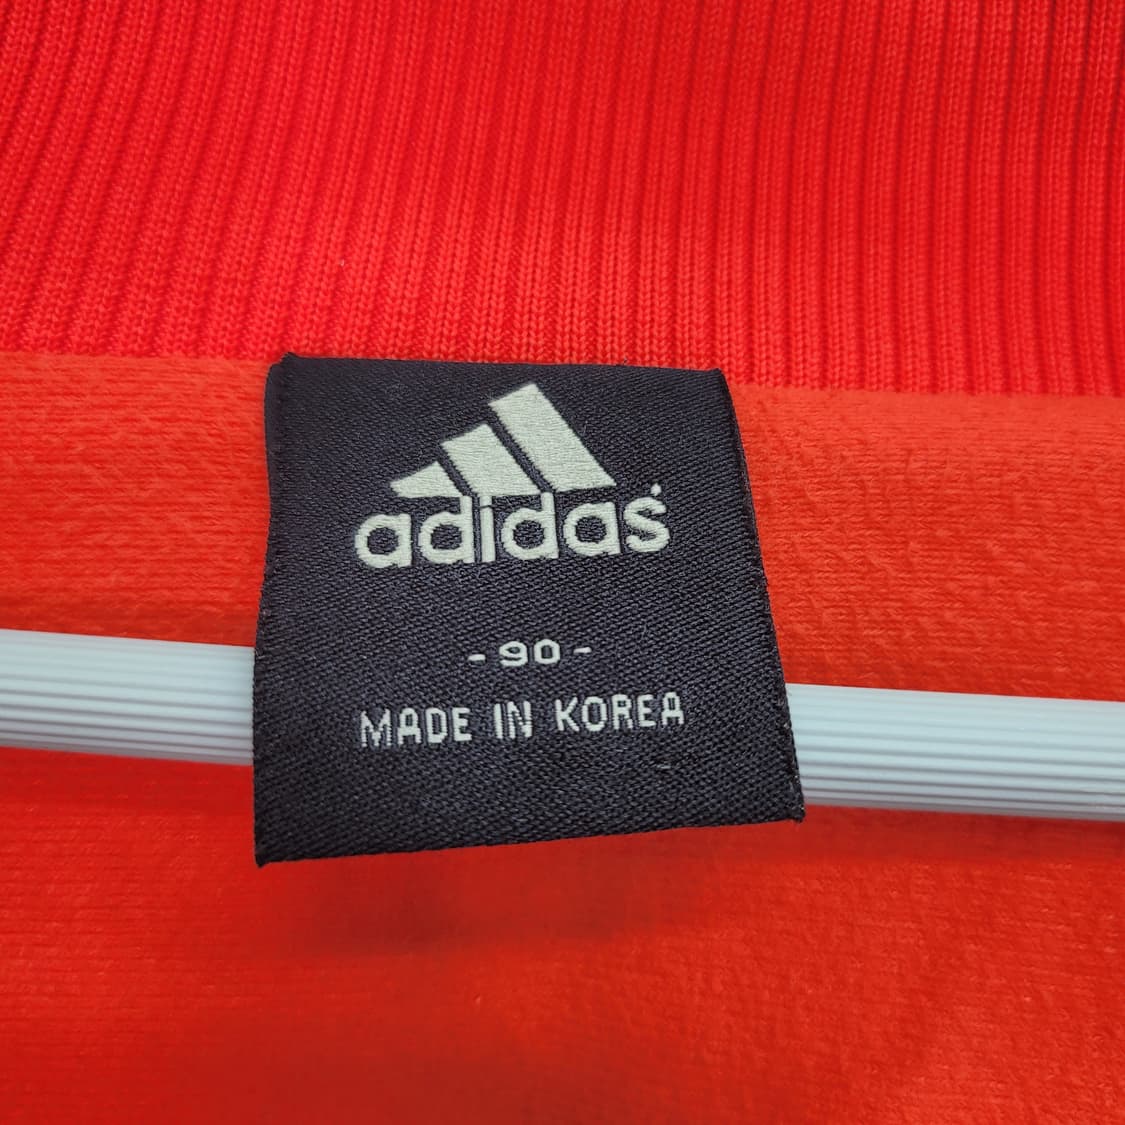 adidas
-90-
MADE IN KOREA